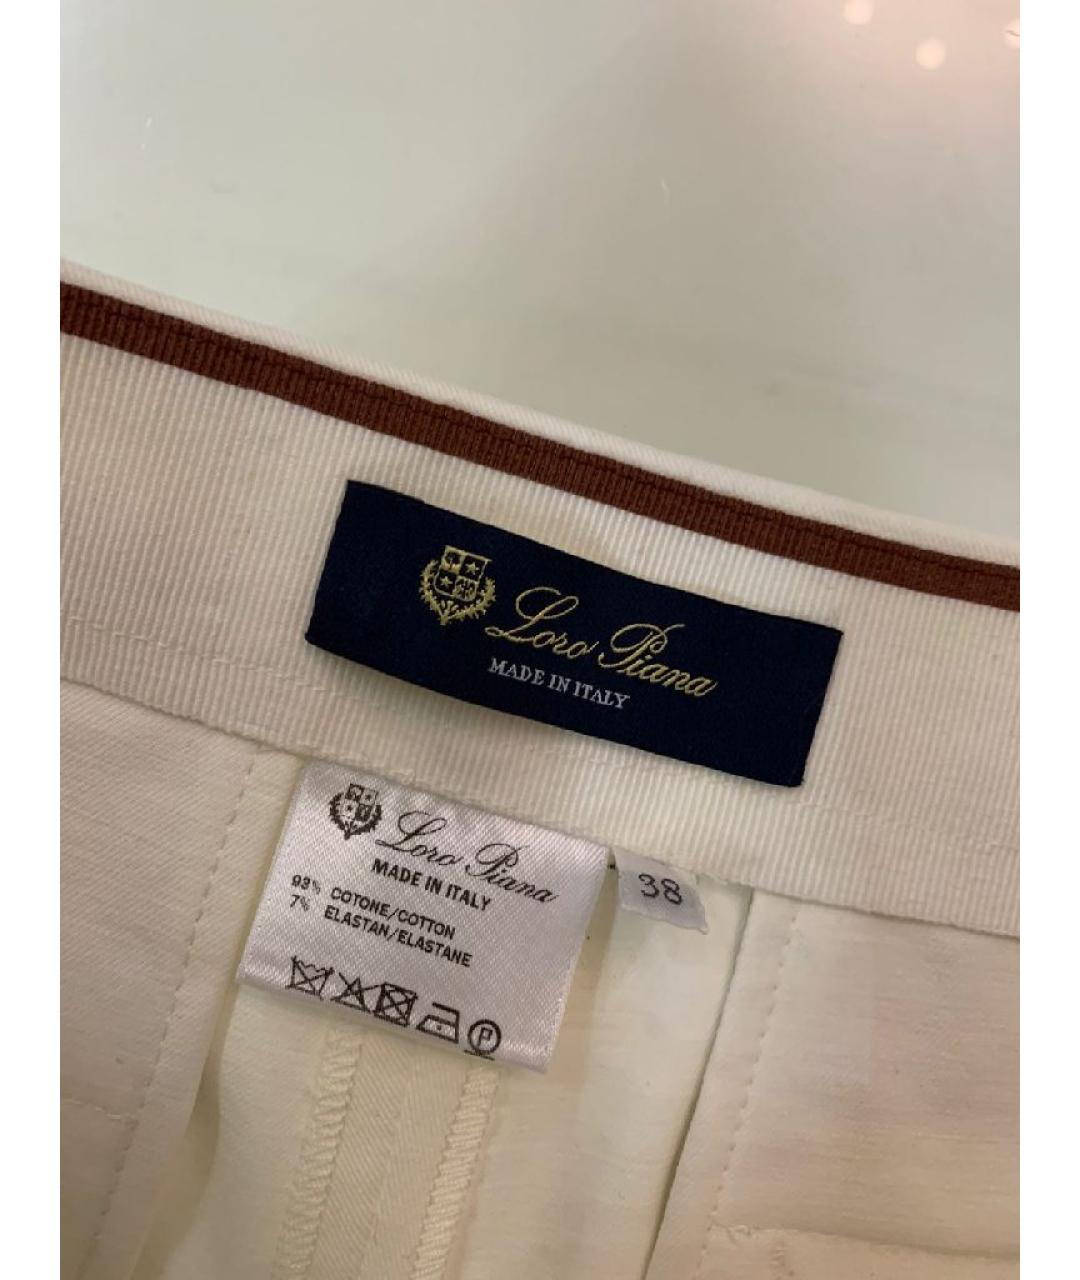 Loro Piana
MADE IN ITALY
Loro Piana
MADE IN ITALY
93% COTONE/COTTON
7% ELASTAN/ELASTANE
38
P